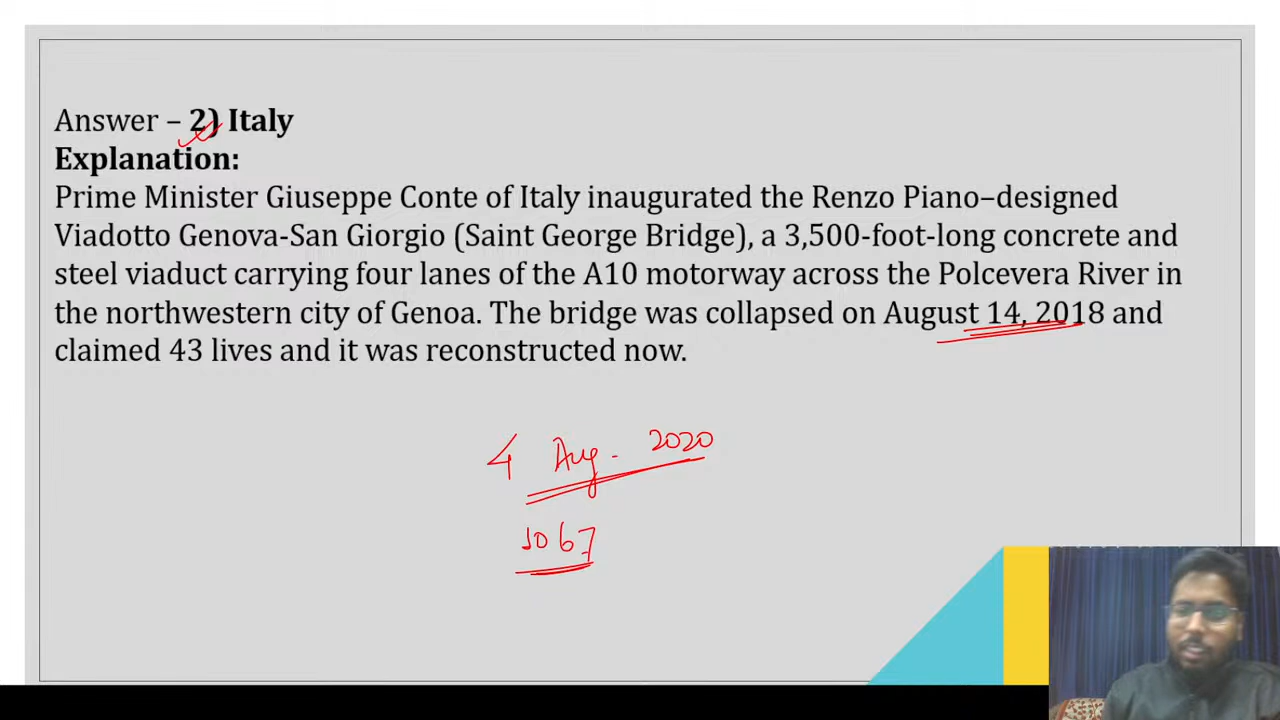 Answer – 2) Italy
Explanation:
Prime Minister Giuseppe Conte of Italy inaugurated the Renzo Piano–designed
Viadotto Genova-San Giorgio (Saint George Bridge), a 3,500-foot-long concrete and
steel viaduct carrying four lanes of the A10 motorway across the Polcevera River in
the northwestern city of Genoa. The bridge was collapsed on August 14, 2018 and
claimed 43 lives and it was reconstructed now.
4 Aug. 2020
1067